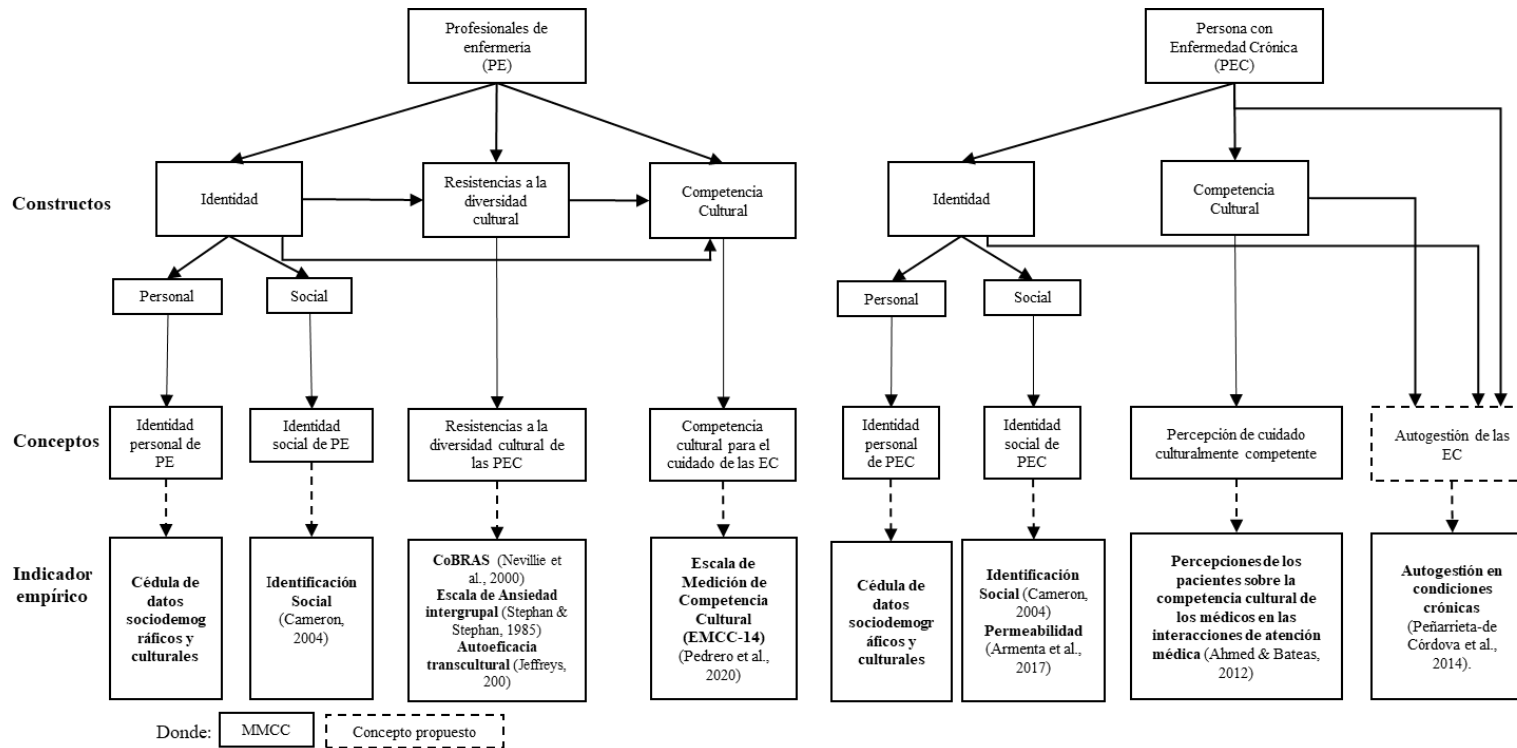 Profesionales de
enfermería
(PE)
Persona con
Enfermedad Crónica
(PEC)
Constructos
Identidad
Resistencias a la
diversidad
cultural
Competencia
Cultural
Identidad
Competencia
Cultural
Personal
Social
Personal
Social
Conceptos
Identidad
personal de
PE
Identidad
social de PE
Resistencias a la
diversidad cultural de
las PEC
Competencia
cultural para el
cuidado de las EC
Identidad
personal
de PEC
Identidad
social de
PEC
Percepción de cuidado
culturalmente competente
Autogestión de las
EC
Indicador
empírico
Cédula de
datos
sociodemog
ráficos y
culturales
Identificación
Social
(Cameron,
2004)
CoBRAS (Nevillie et
al., 2000)
Escala de Ansiedad
intergrupal (Stephan &
Stephan, 1985)
Autoeficacia
transcultural (Jeffreys,
200)
Escala de
Medición de
Competencia
Cultural
(EMCC-14)
(Pedrero et al.,
2020)
Cédula de
datos
sociodemogr
áficos y
culturales
Identificación
Social (Cameron,
2004)
Permeabilidad
(Armenta et al.,
2017)
Percepciones de los
pacientes sobre la
competencia cultural de
los médicos en las
interacciones de atención
médica (Ahmed & Bateas,
2012)
Autogestión en
condiciones
crónicas
(Peñarrieta-de
Córdova et al.,
2014).
Donde:
MMCC
Concepto propuesto